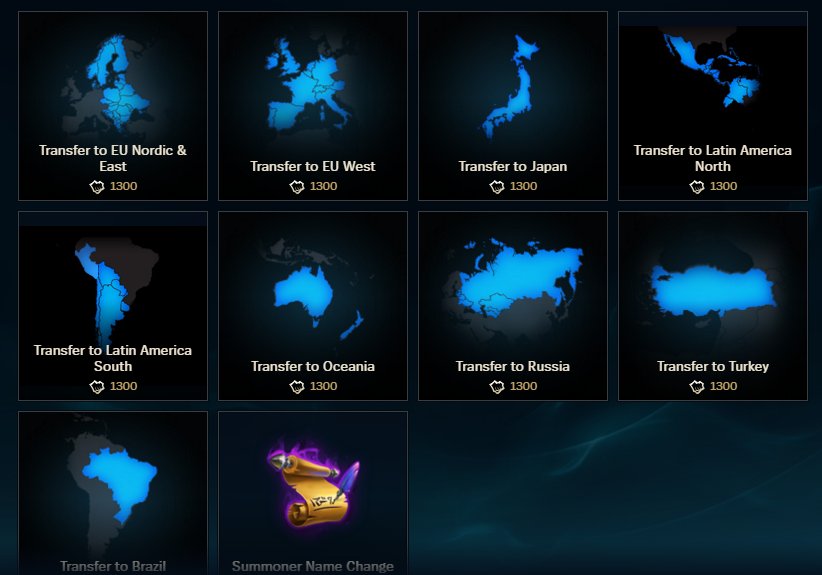 Transfer to EU Nordic &
East
1300
Transfer to EU West
1300
Transfer to Japan
1300
Transfer to Latin America
North
1300
Transfer to Latin America
South
1300
Transfer to Oceania
1300
Transfer to Russia
1300
Transfer to Turkey
1300
Transfer to Brazil
Summoner Name Change